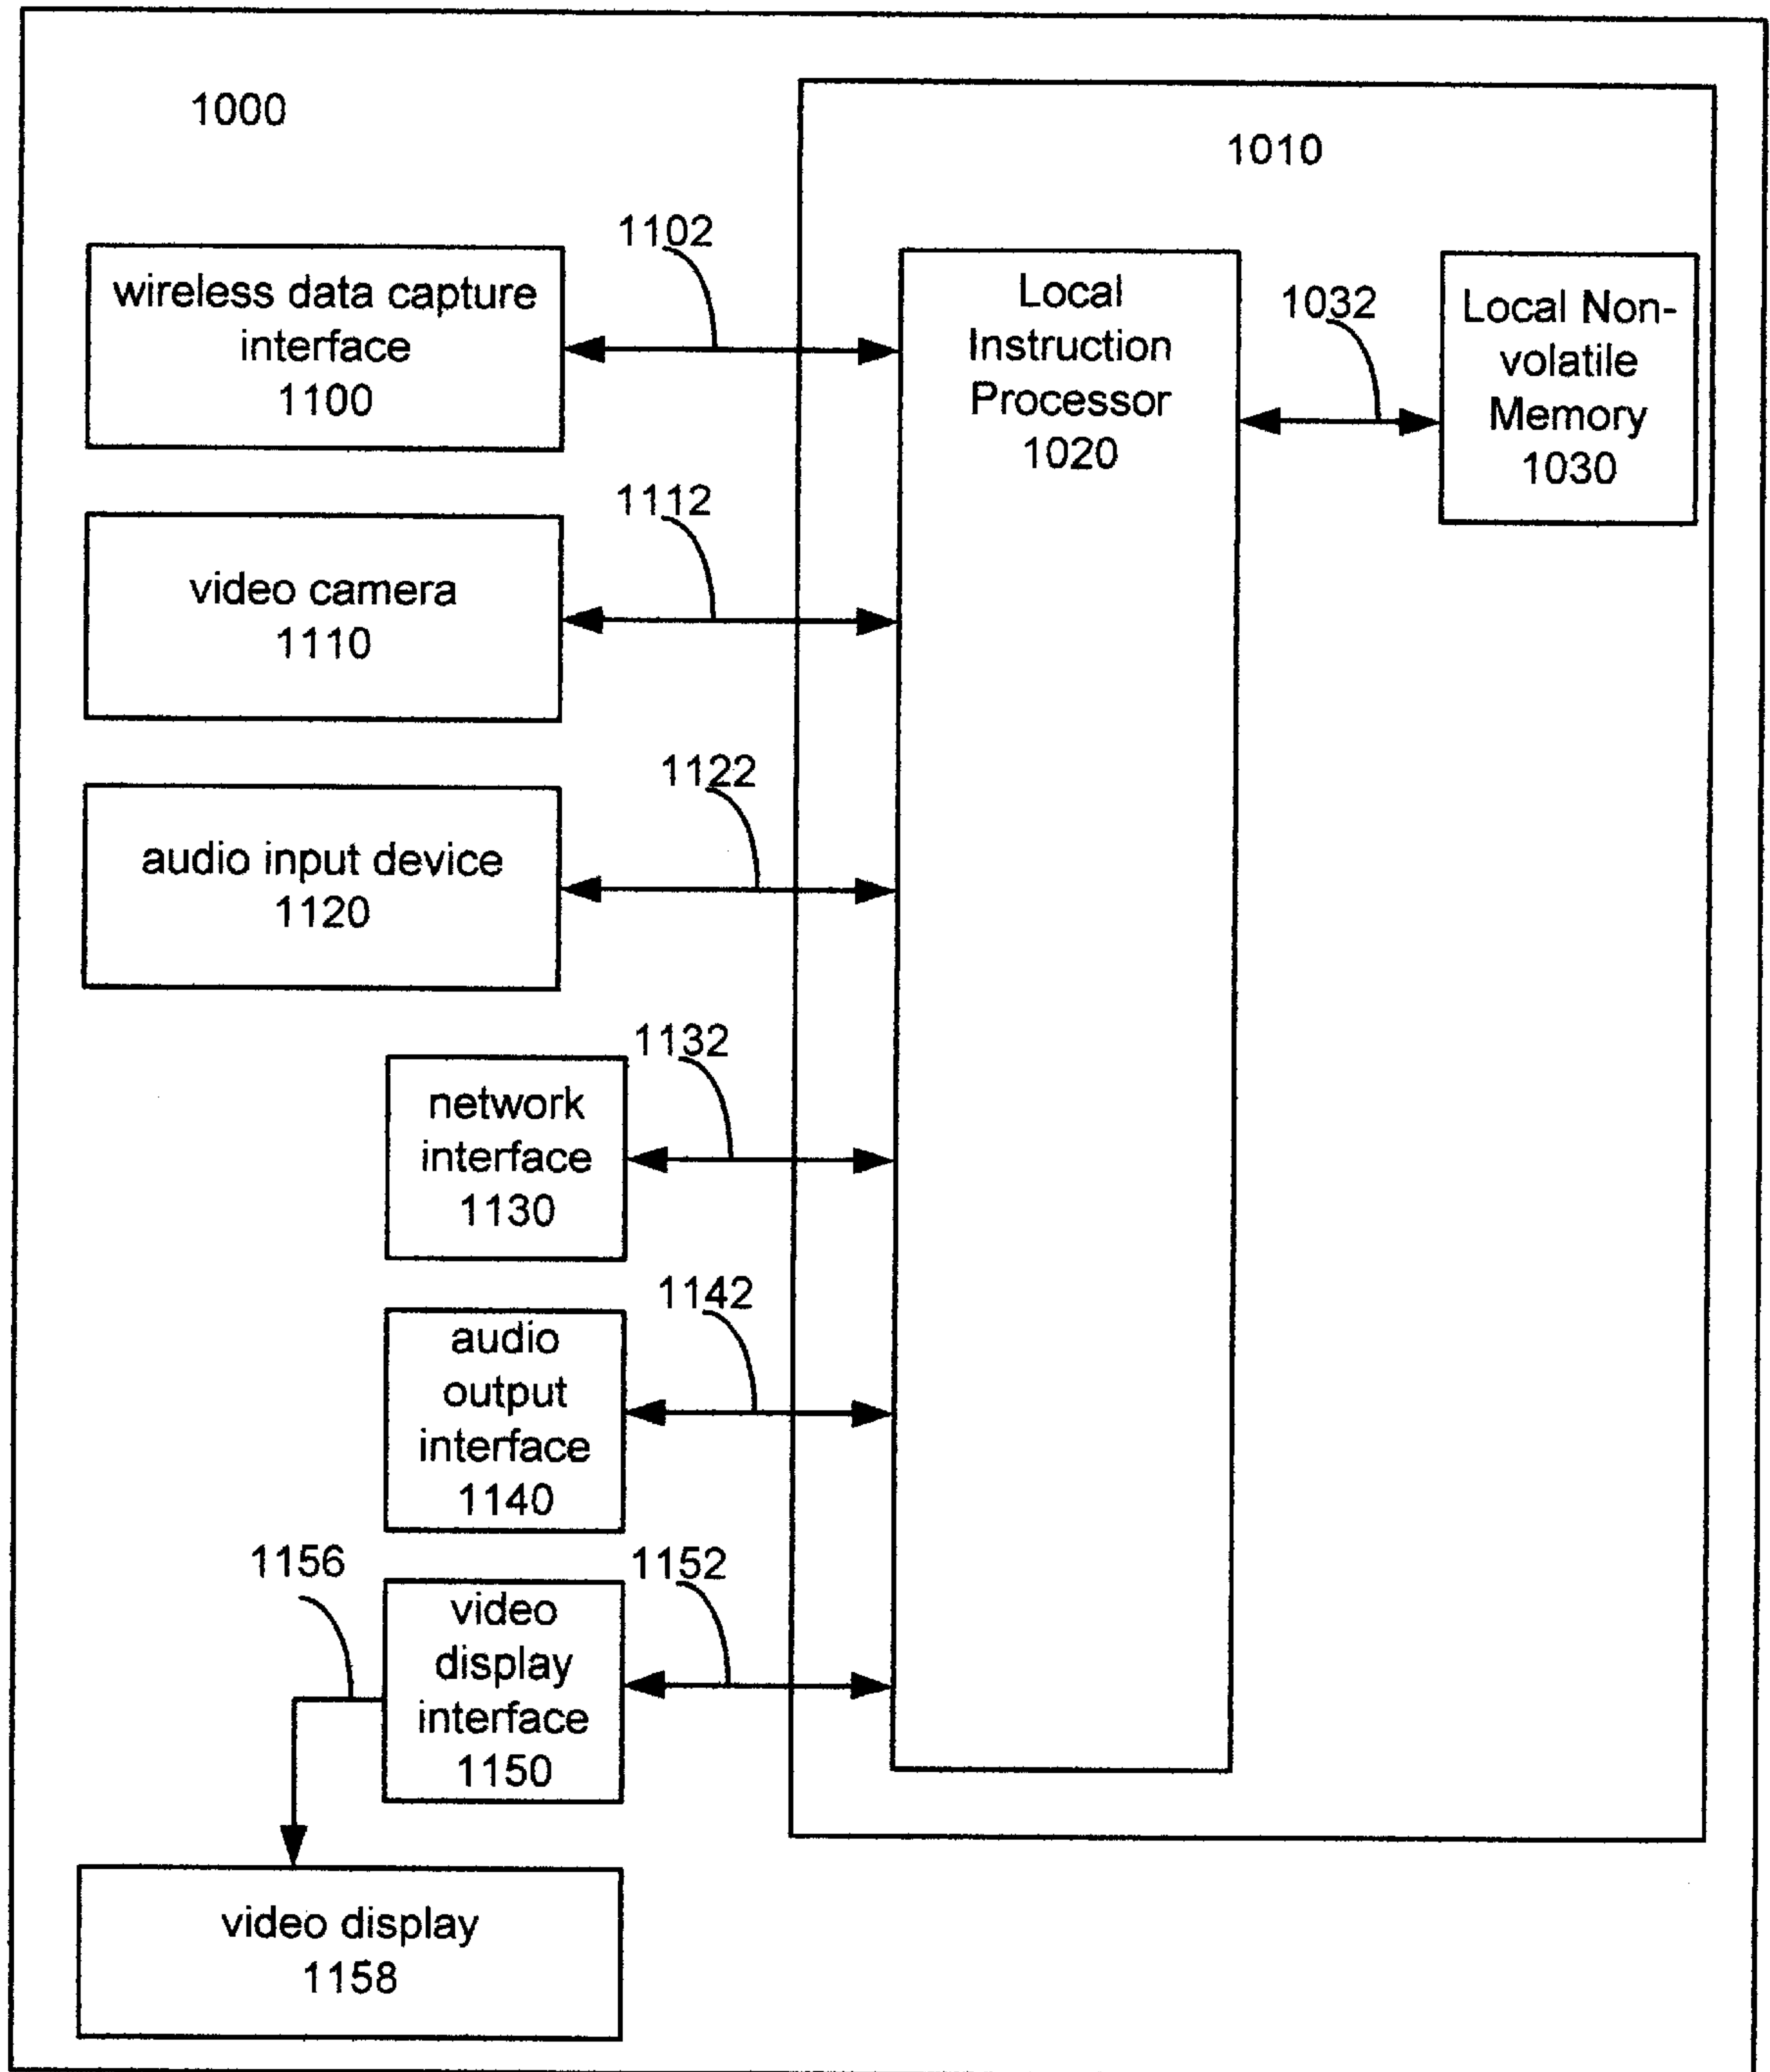 1000
1010
1102
wireless data capture
interface
1100
Local
Instruction
Processor
1020
1032
Local Non-
volatile
Memory
1030
1112
video camera
1110
1122
audio input device
1120
1132
network
interface
1130
1142
audio
output
interface
1140
1156
1152
video
display
interface
1150
video display
1158